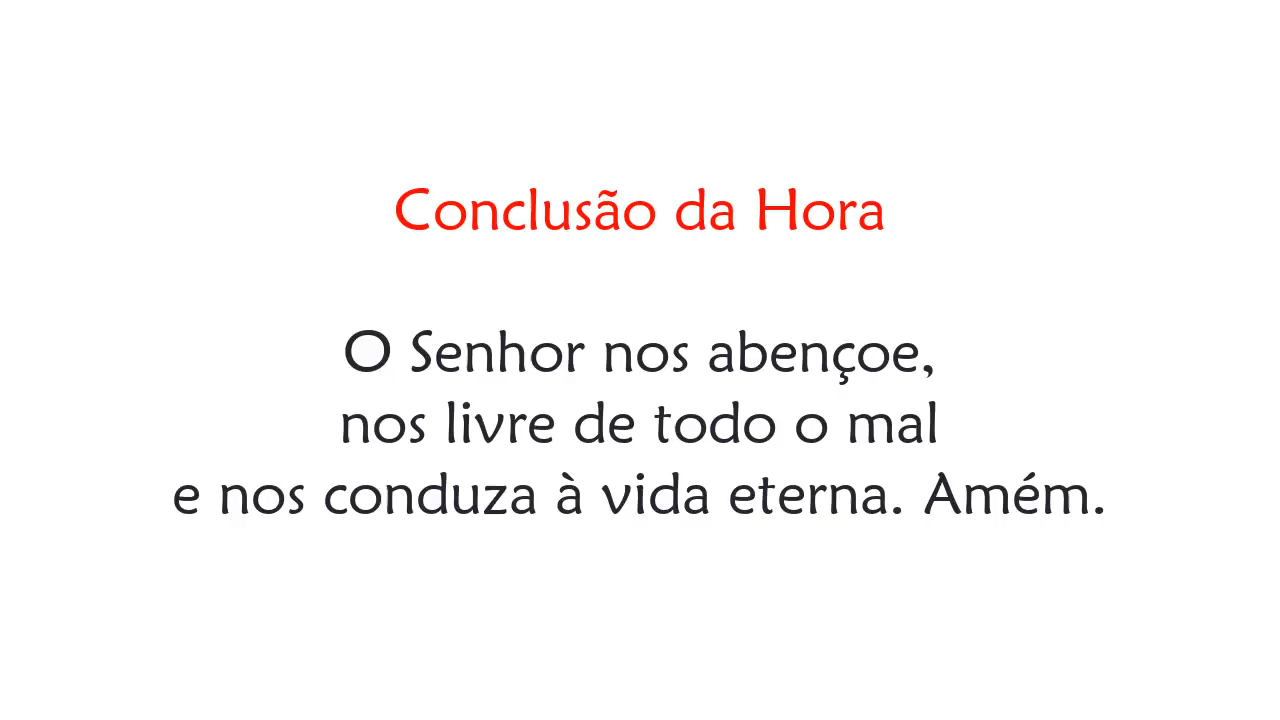 Conclusão da Hora
O Senhor nos abençoe,
nos livre de todo o mal
e nos conduza à vida eterna. Amém.